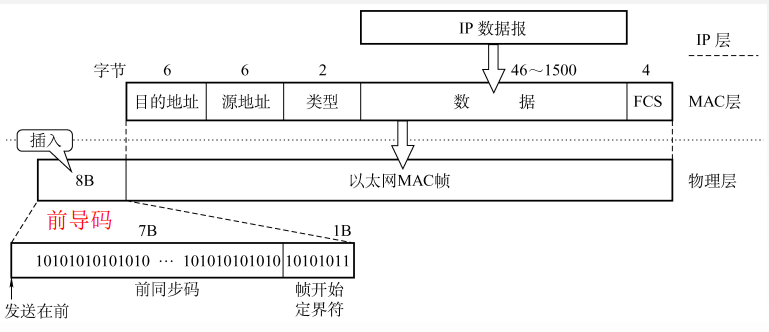 IP 数据报
IP 层
字节 6 6 2 46～1500 4
目的地址 源地址 类型 数 据 FCS MAC层
插入
8B 以太网MAC帧 物理层
前导码
7B 1B
10101010101010 … 101010101010 10101011
前同步码 帧开始
定界符
发送在前